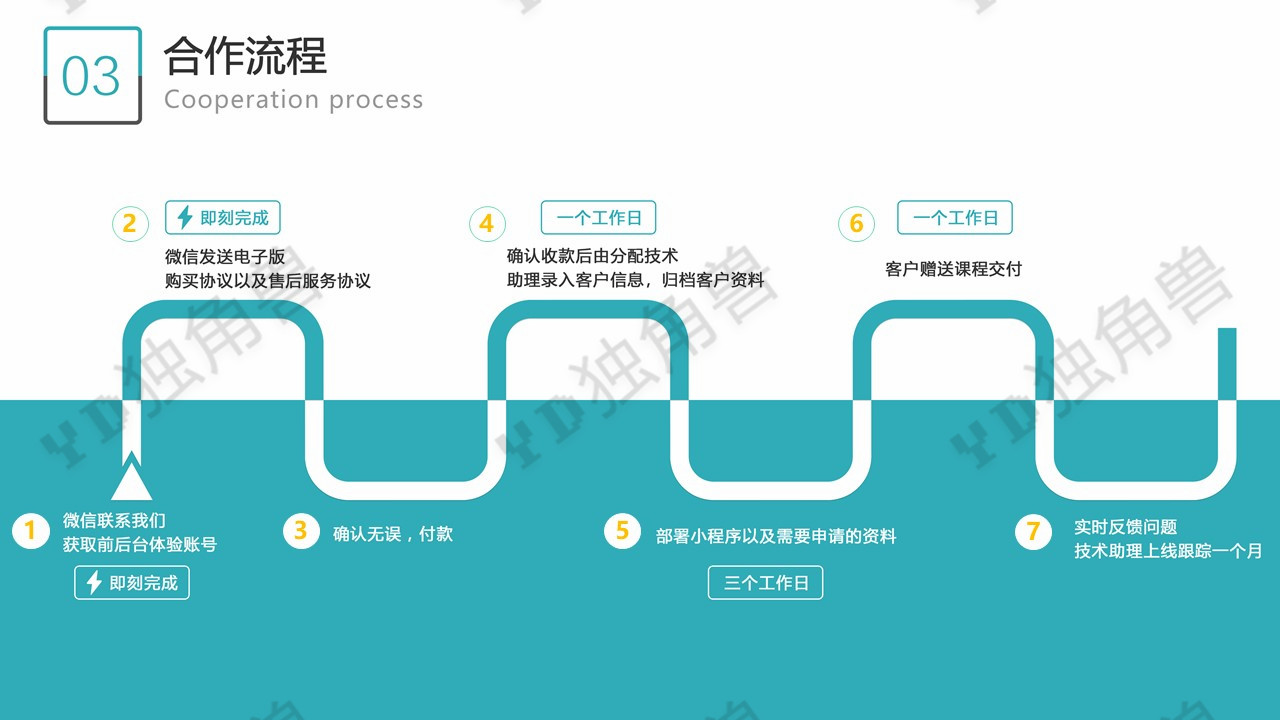 03
合作流程
Cooperation process
2
即刻完成
微信发送电子版
购买协议以及售后服务协议
4
一个工作日
确认收款后由分配技术
助理录入客户信息，归档客户资料
6
一个工作日
客户赠送课程交付
1
微信联系我们
获取前后台体验账号
即刻完成
3
确认无误，付款
5
部署小程序以及需要申请的资料
三个工作日
7
实时反馈问题
技术助理上线跟踪一个月
YD独角兽
YD独角兽
YD独角兽